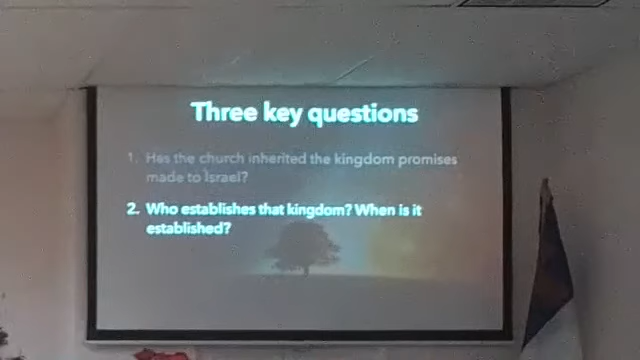 Three key questions
1. Has the church inherited the kingdom promises
made to Israel?
2. Who establishes that kingdom? When is it
established?